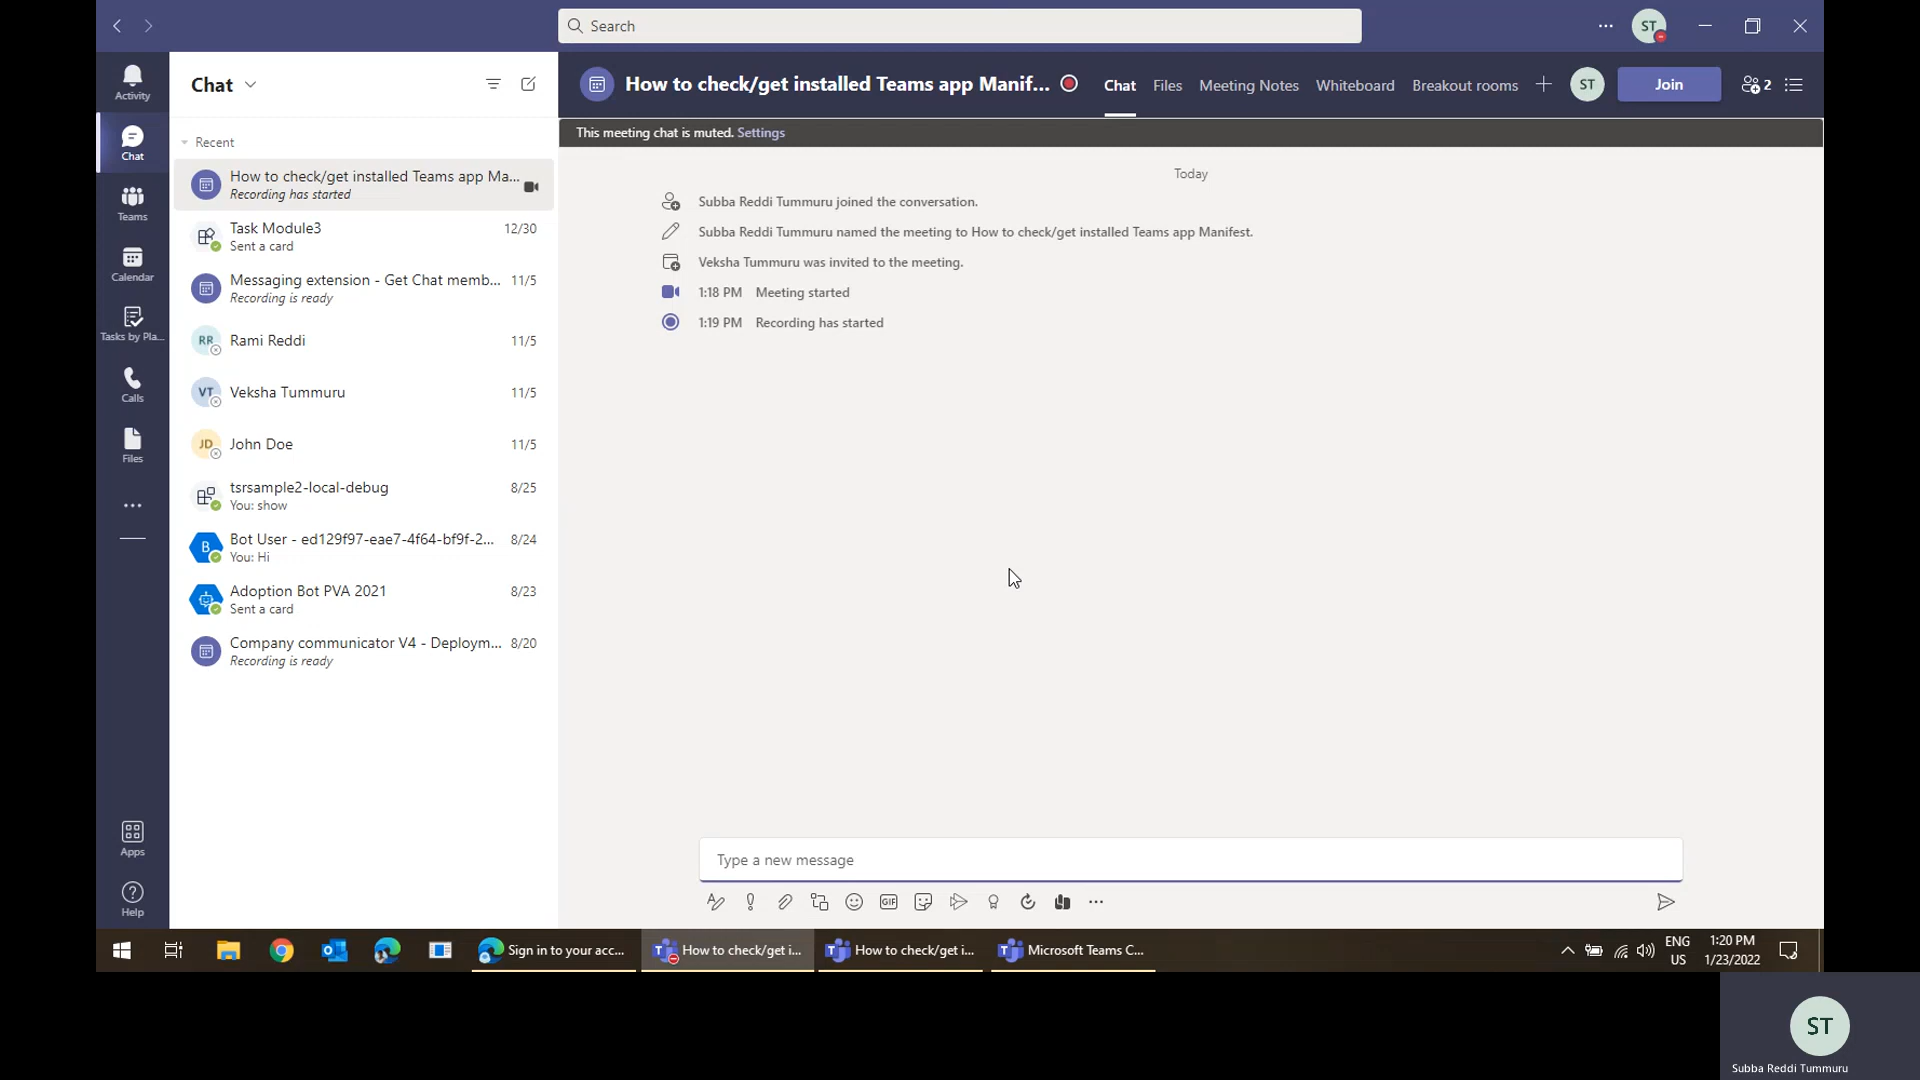 Search
ST
Activity
Chat
Teams
Calendar
Tasks by Pla...
Calls
Files
Apps
Help
Chat
Recent
How to check/get installed Teams app Ma...
Recording has started
Task Module3 12/30
Sent a card
Messaging extension - Get Chat memb... 11/5
Recording is ready
RR Rami Reddi 11/5
VT Veksha Tummuru 11/5
JD John Doe 11/5
tsrsample2-local-debug 8/25
You: show
B Bot User - ed129f97-eae7-4f64-bf9f-2... 8/24
You: Hi
Adoption Bot PVA 2021 8/23
Sent a card
Company communicator V4 - Deploym... 8/20
Recording is ready
How to check/get installed Teams app Manif... Chat Files Meeting Notes Whiteboard Breakout rooms ST Join 2
This meeting chat is muted. Settings
Today
Subba Reddi Tummuru joined the conversation.
Subba Reddi Tummuru named the meeting to How to check/get installed Teams app Manifest.
Veksha Tummuru was invited to the meeting.
1:18 PM Meeting started
1:19 PM Recording has started
Type a new message
GIF
Sign in to your acc... How to check/get i... How to check/get i... Microsoft Teams C...
ENG
US
1:20 PM
1/23/2022
ST
Subba Reddi Tummuru